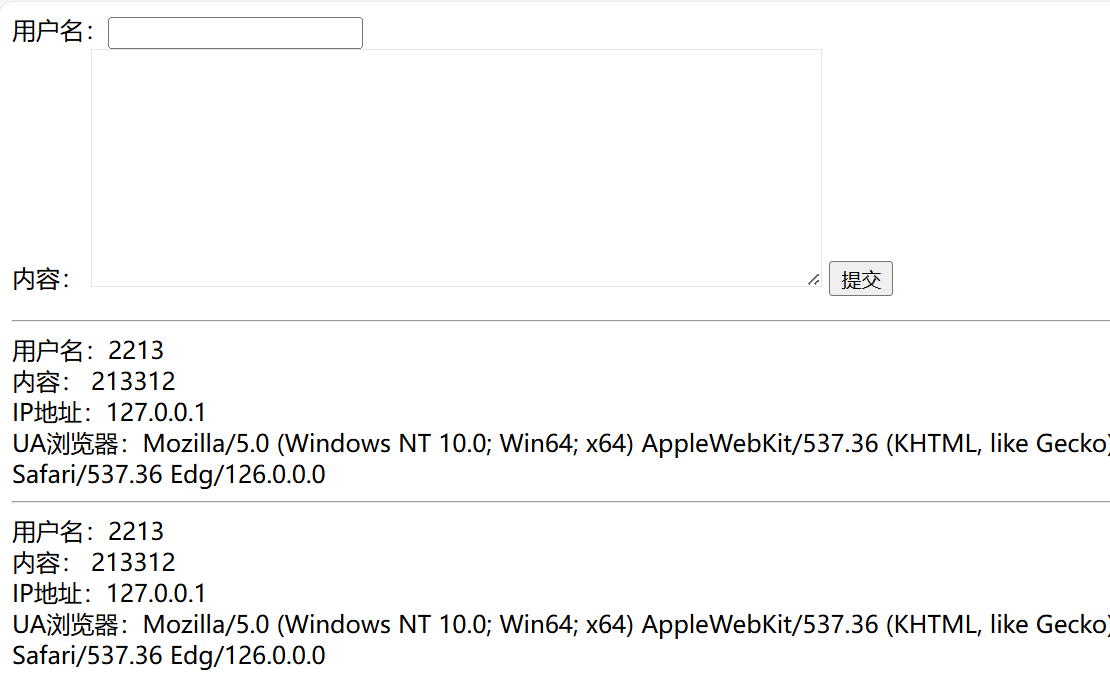 用户名：
内容： 提交
用户名：2213
内容： 213312
IP地址：127.0.0.1
UA浏览器：Mozilla/5.0 (Windows NT 10.0; Win64; x64) AppleWebKit/537.36 (KHTML, like Gecko)
Safari/537.36 Edg/126.0.0.0
用户名：2213
内容： 213312
IP地址：127.0.0.1
UA浏览器：Mozilla/5.0 (Windows NT 10.0; Win64; x64) AppleWebKit/537.36 (KHTML, like Gecko)
Safari/537.36 Edg/126.0.0.0